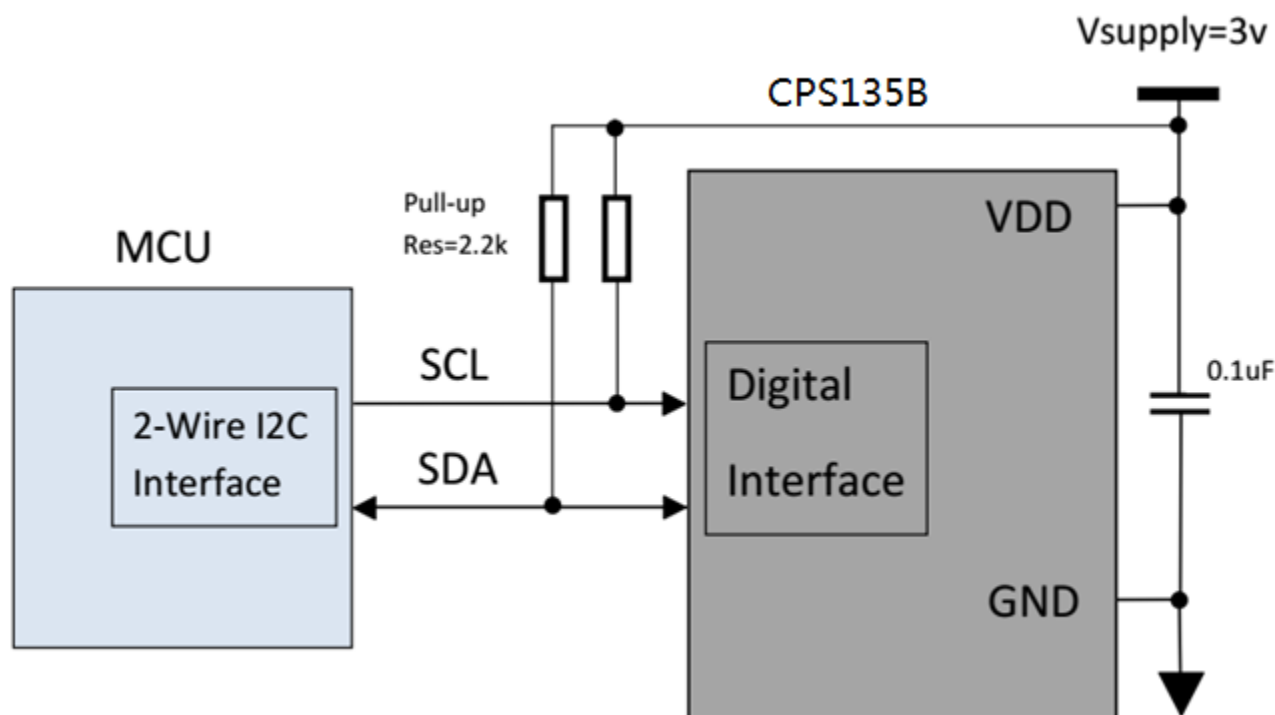 Vsupply=3v
CPS135B
Pull-up
Res=2.2k
VDD
MCU
SCL
Digital
0.1uF
2-Wire I2C
Interface
SDA
Interface
GND